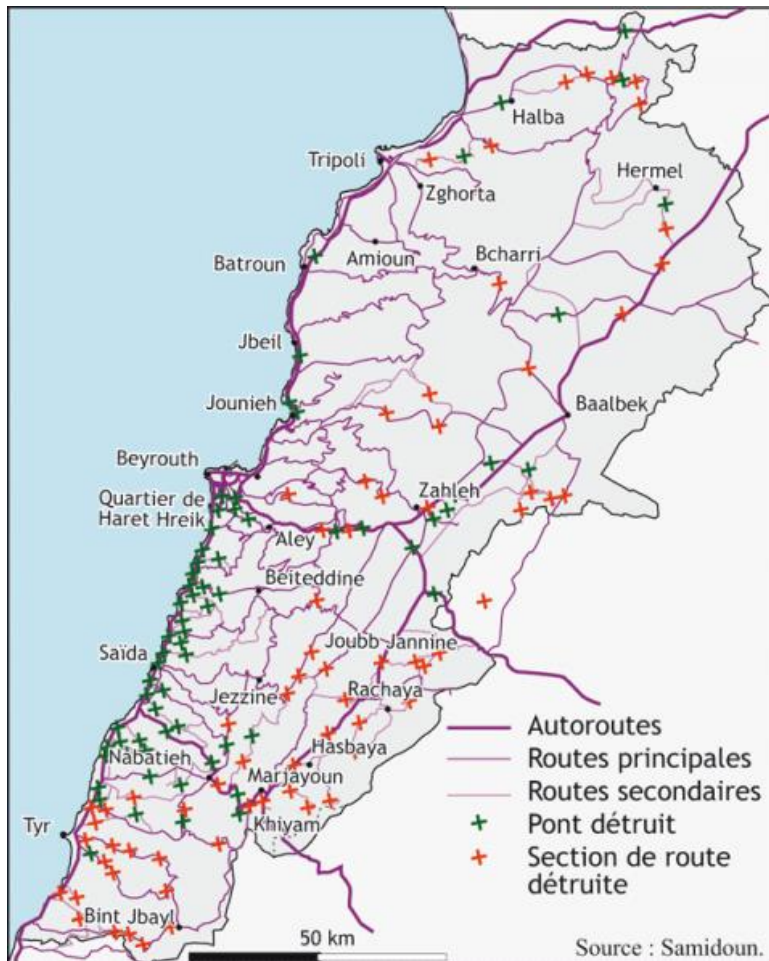 Halba
Tripoli
Hermel
Zghorta
Amioun
Bcharri
Batroun
Jbeil
Jounieh
Baalbek
Beyrouth
Zahleh
Quartier de
Haret Hreik
Aley
Beiteddine
Joubb Jannine
Saïda
Jezzine
Rachaya
Autoroutes
Routes principales
Routes secondaires
Pont détruit
Section de route
détruite
Hasbaya
Nabatieh
Marjayoun
Khiyam
Tyr
Bint Jbayl
50 km
Source : Samidoun.